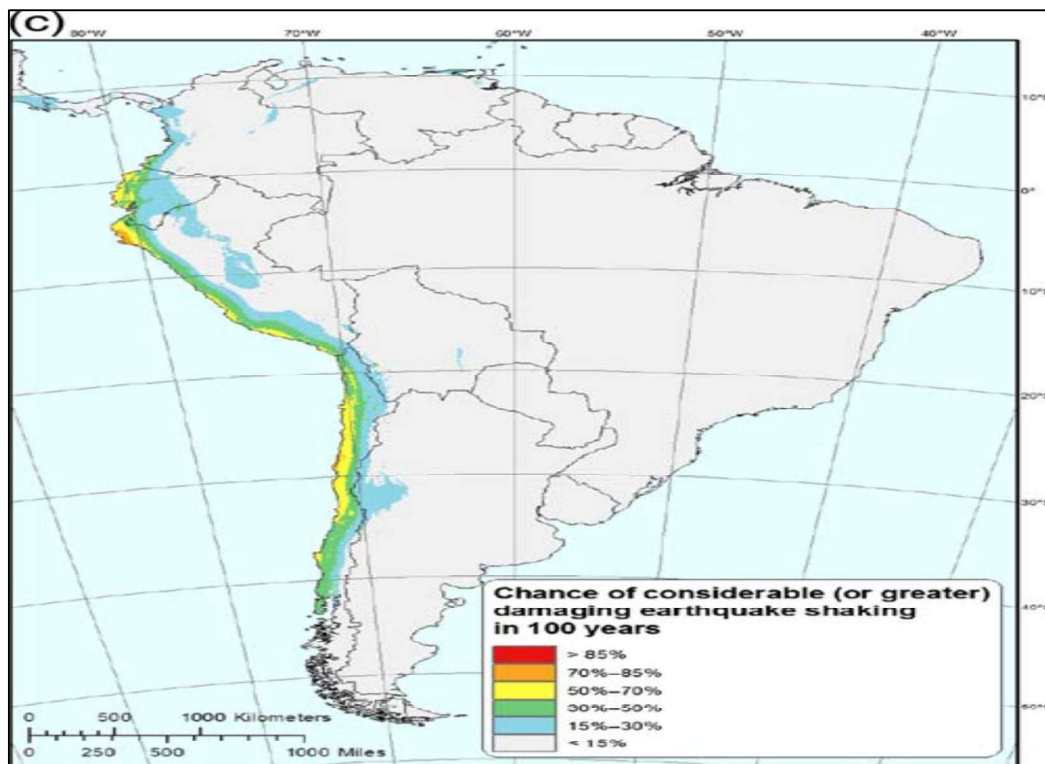 (C)
80°W 70°W 60°W 50°W 40°W
10°
0°
10°
20°
30°
40°
50°
Chance of considerable (or greater)
damaging earthquake shaking
in 100 years
> 85%
70%–85%
50%–70%
30%–50%
15%–30%
< 15%
0 500 1000 Kilometers
0 250 500 1000 Miles